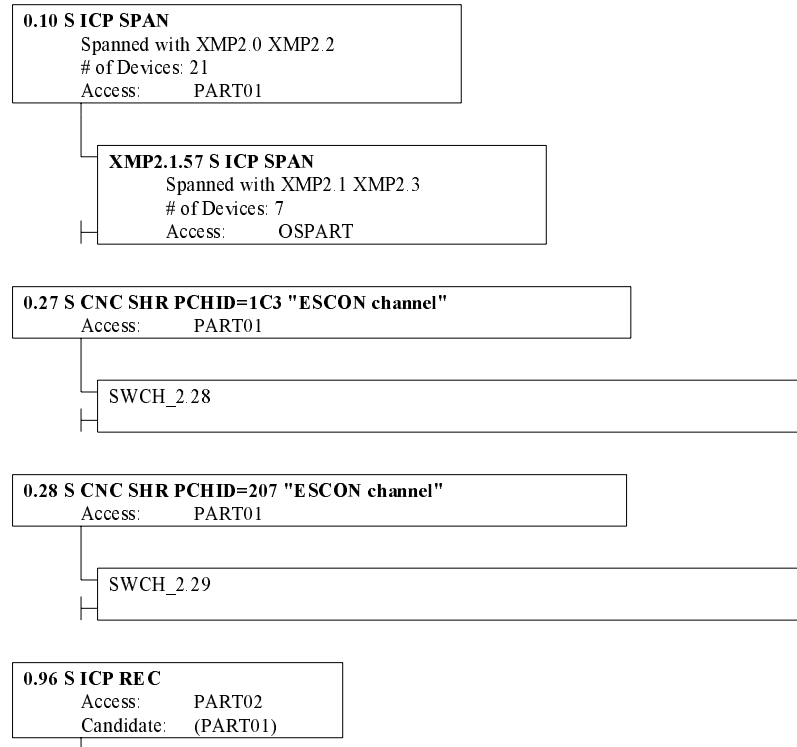 0.10 S ICP SPAN
Spanned with XMP2.0 XMP2.2
# of Devices: 21
Access: PART01
XMP2.1.57 S ICP SPAN
Spanned with XMP2.1 XMP2.3
# of Devices: 7
Access: OSPART
0.27 S CNC SHR PCHID=1C3 "ESCON channel"
Access: PART01
SWCH_2.28
0.28 S CNC SHR PCHID=207 "ESCON channel"
Access: PART01
SWCH_2.29
0.96 S ICP REC
Access: PART02
Candidate: (PART01)